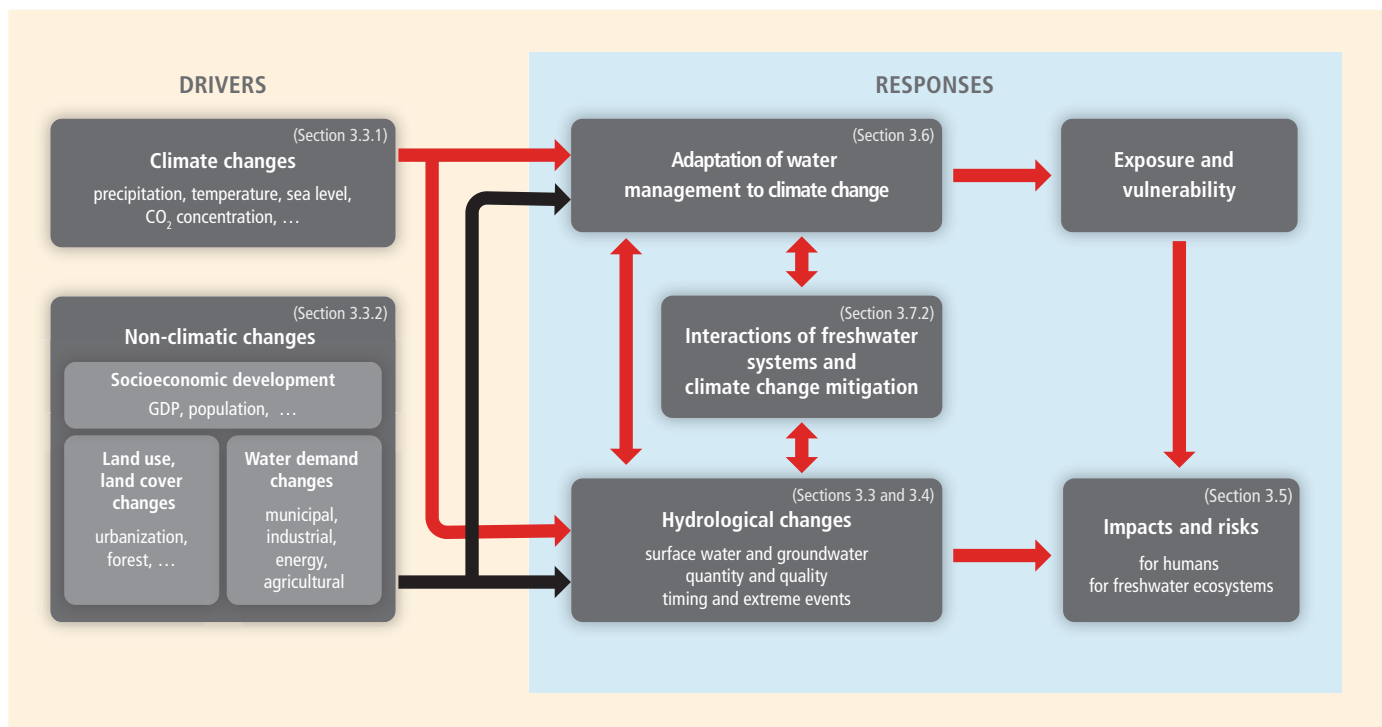 DRIVERS
(Section 3.3.1)
Climate changes
precipitation, temperature, sea level,
CO₂ concentration, …
(Section 3.3.2)
Non-climatic changes
Socioeconomic development
GDP, population, …
Land use,
land cover
changes
urbanization,
forest, …
Water demand
changes
municipal,
industrial,
energy,
agricultural
RESPONSES
(Section 3.6)
Adaptation of water
management to climate change
Exposure and
vulnerability
(Section 3.7.2)
Interactions of freshwater
systems and
climate change mitigation
(Sections 3.3 and 3.4)
Hydrological changes
surface water and groundwater
quantity and quality
timing and extreme events
(Section 3.5)
Impacts and risks
for humans
for freshwater ecosystems